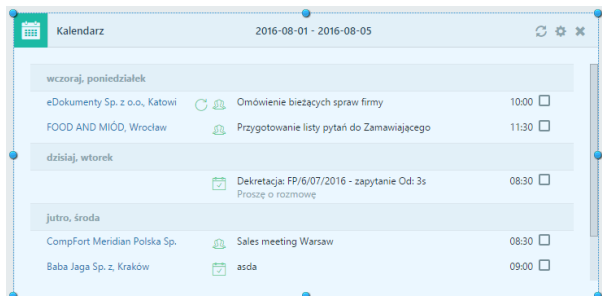 Kalendarz 2016-08-01 - 2016-08-05
wczoraj, poniedziałek
eDokumenty Sp. z o.o., Katowi Omówienie bieżących spraw firmy 10:00
FOOD AND MIÓD, Wrocław Przygotowanie listy pytań do Zamawiającego 11:30
dzisiaj, wtorek
Dekretacja: FP/6/07/2016 - zapytanie Od: 3s 08:30
Proszę o rozmowę
jutro, środa
CompFort Meridian Polska Sp. Sales meeting Warsaw 08:30
Baba Jaga Sp. z, Kraków asda 09:00